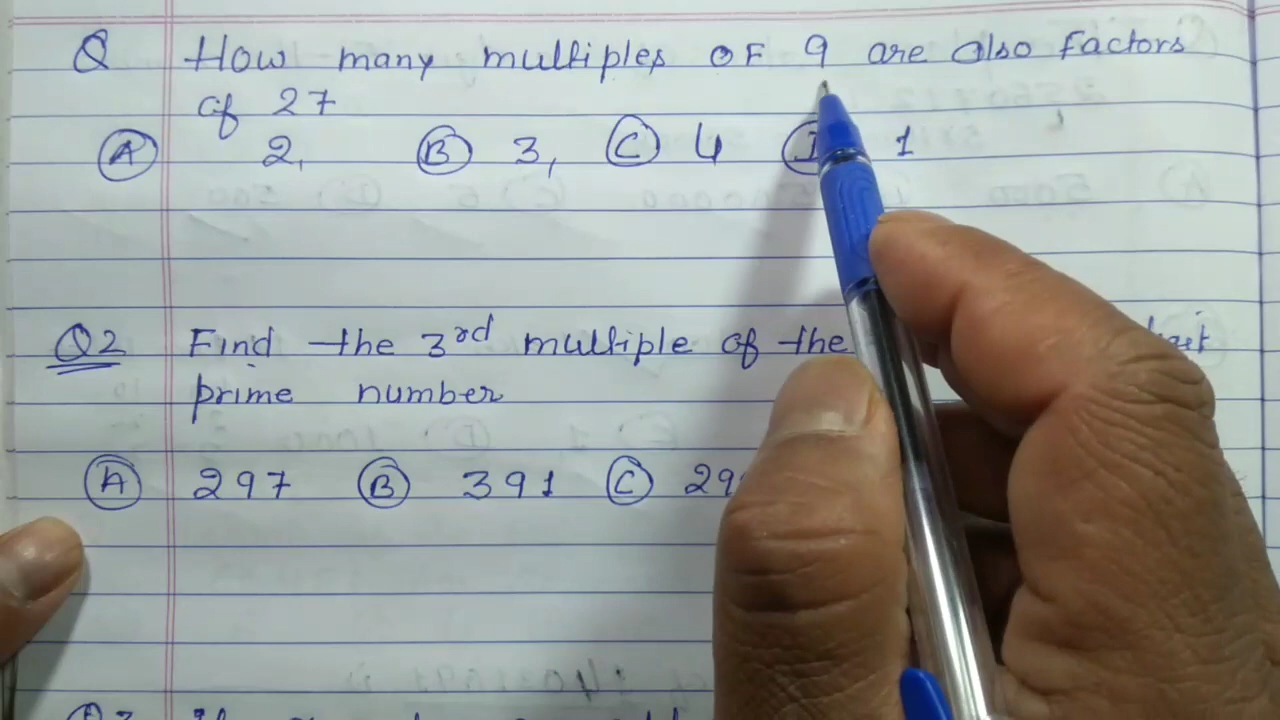 Q How many multiples of 9 are also factors
of 27
A 2, B 3, C 4 1
Q2 Find the 3rd multiple of the
prime number
A 297 B 391 C